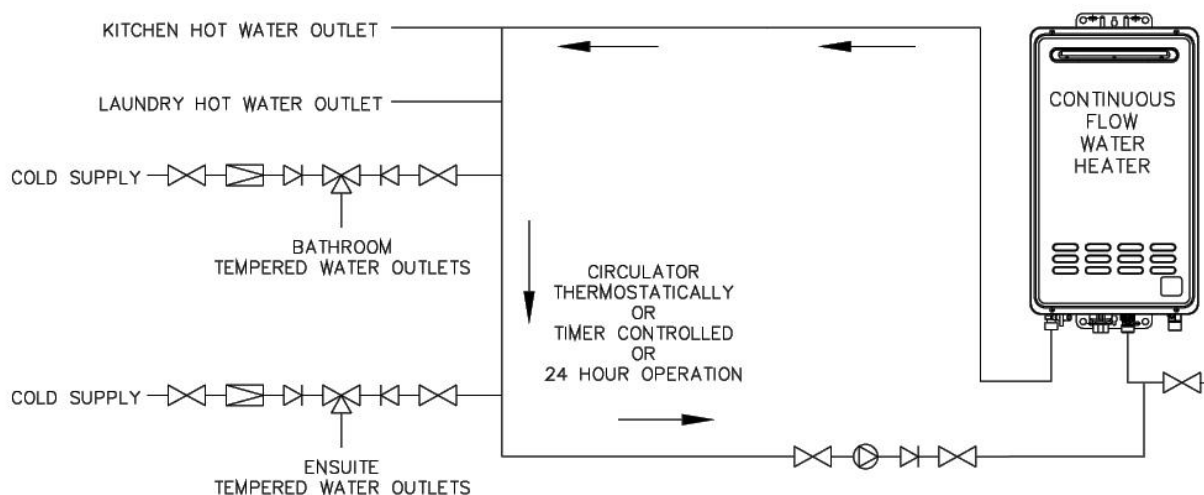 KITCHEN HOT WATER OUTLET
LAUNDRY HOT WATER OUTLET
COLD SUPPLY
BATHROOM
TEMPERED WATER OUTLETS
COLD SUPPLY
ENSUITE
TEMPERED WATER OUTLETS
CIRCULATOR
THERMOSTATICALLY
OR
TIMER CONTROLLED
OR
24 HOUR OPERATION
CONTINUOUS
FLOW
WATER
HEATER